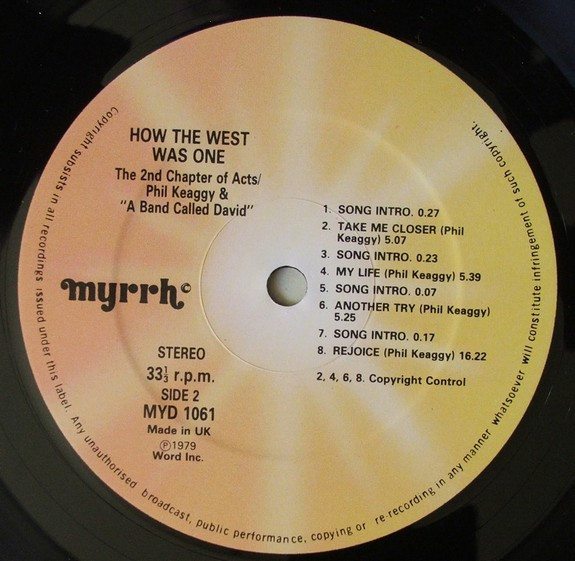 HOW THE WEST
WAS ONE
The 2nd Chapter of Acts/
Phil Keaggy &
"A Band Called David"
myrrh©
STEREO
33⅓ r.p.m.
SIDE 2
MYD 1061
Made in UK
Ⓟ1979
Word Inc.
1. SONG INTRO. 0.27
2. TAKE ME CLOSER (Phil
Keaggy) 5.07
3. SONG INTRO. 0.23
4. MY LIFE (Phil Keaggy) 5.39
5. SONG INTRO. 0.07
6. ANOTHER TRY (Phil Keaggy)
5.25
7. SONG INTRO. 0.17
8. REJOICE (Phil Keaggy) 16.22
2, 4, 6, 8. Copyright Control
Copyright subsists in all recordings issued under this label. Any unauthorised broadcast, public performance, copying or re-recording in any manner whatsoever will constitute infringement of such copyright.